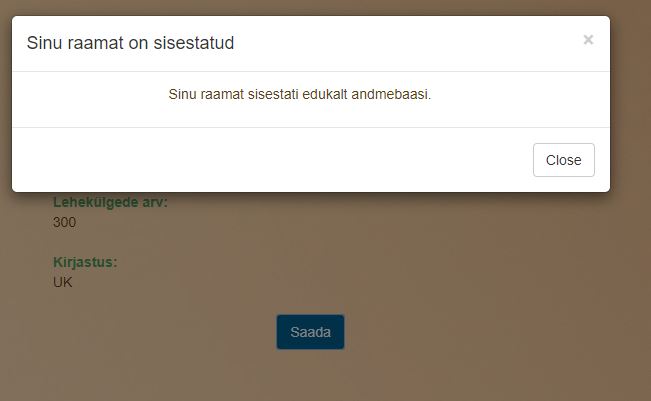 Sinu raamat on sisestatud
×
Sinu raamat sisestati edukalt andmebaasi.
Close
Lehekülgede arv:
300
Kirjastus:
UK
Saada